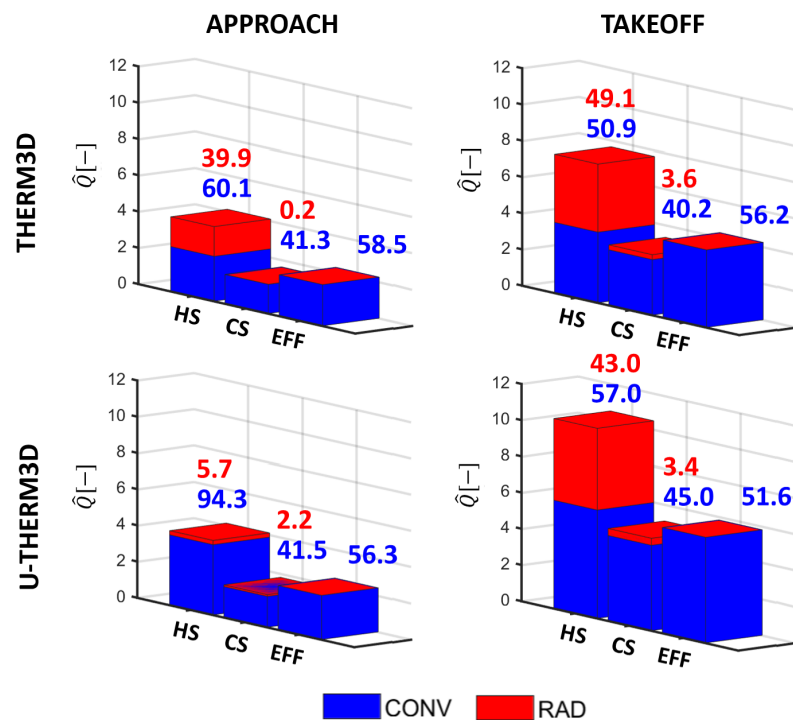 APPROACH
TAKEOFF
THERM3D
Q̂[−]
12
10
8
6
4
2
0
39.9
60.1
0.2
41.3
58.5
HS
CS
EFF
Q̂[−]
12
10
8
6
4
2
0
49.1
50.9
3.6
40.2
56.2
HS
CS
EFF
U-THERM3D
Q̂[−]
12
10
8
6
4
2
0
5.7
94.3
2.2
41.5
56.3
HS
CS
EFF
Q̂[−]
12
10
8
6
4
2
0
43.0
57.0
3.4
45.0
51.6
HS
CS
EFF
CONV
RAD